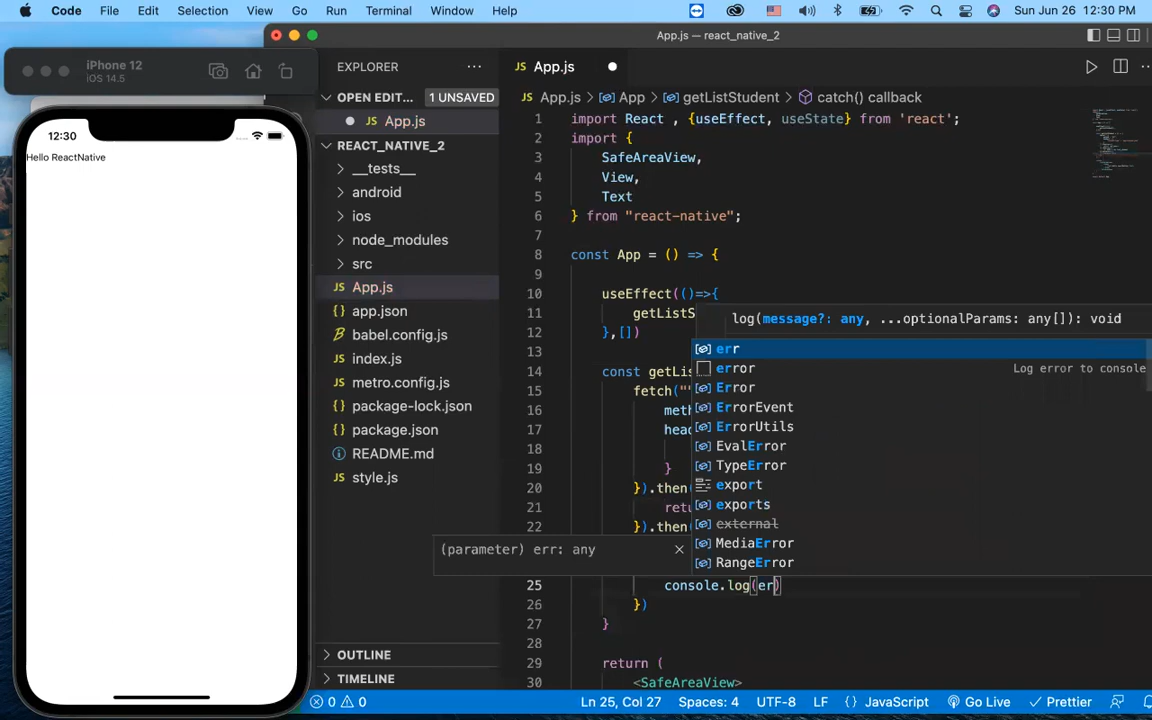 Code File Edit Selection View Go Run Terminal Window Help Sun Jun 26 12:30 PM
App.js — react_native_2
iPhone 12
iOS 14.5
12:30
Hello ReactNative
EXPLORER
OPEN EDIT... 1 UNSAVED
App.js
REACT_NATIVE_2
__tests__
android
ios
node_modules
src
JS App.js
{} app.json
babel.config.js
JS index.js
JS metro.config.js
{} package-lock.json
{} package.json
README.md
JS style.js
OUTLINE
TIMELINE
JS App.js
JS App.js > App > getListStudent > catch() callback
1 import React , {useEffect, useState} from 'react';
2 import {
3 SafeAreaView,
4 View,
5 Text
6 } from "react-native";
7
8 const App = () => {
9
10 useEffect(()=>{
11 getListS
12 },[])
13
14 const getLis
15 fetch(""
16 meth
17 head
18
19 }
20 }).then(
21 retu
22 }).then(
25 console.log(er)
26 })
27 }
28
29 return (
30 <SafeAreaView>
log(message?: any, ...optionalParams: any[]): void
err
error Log error to console
Error
ErrorEvent
ErrorUtils
EvalError
TypeError
export
exports
external
MediaError
RangeError
(parameter) err: any
0 0 Ln 25, Col 27 Spaces: 4 UTF-8 LF {} JavaScript Go Live Prettier